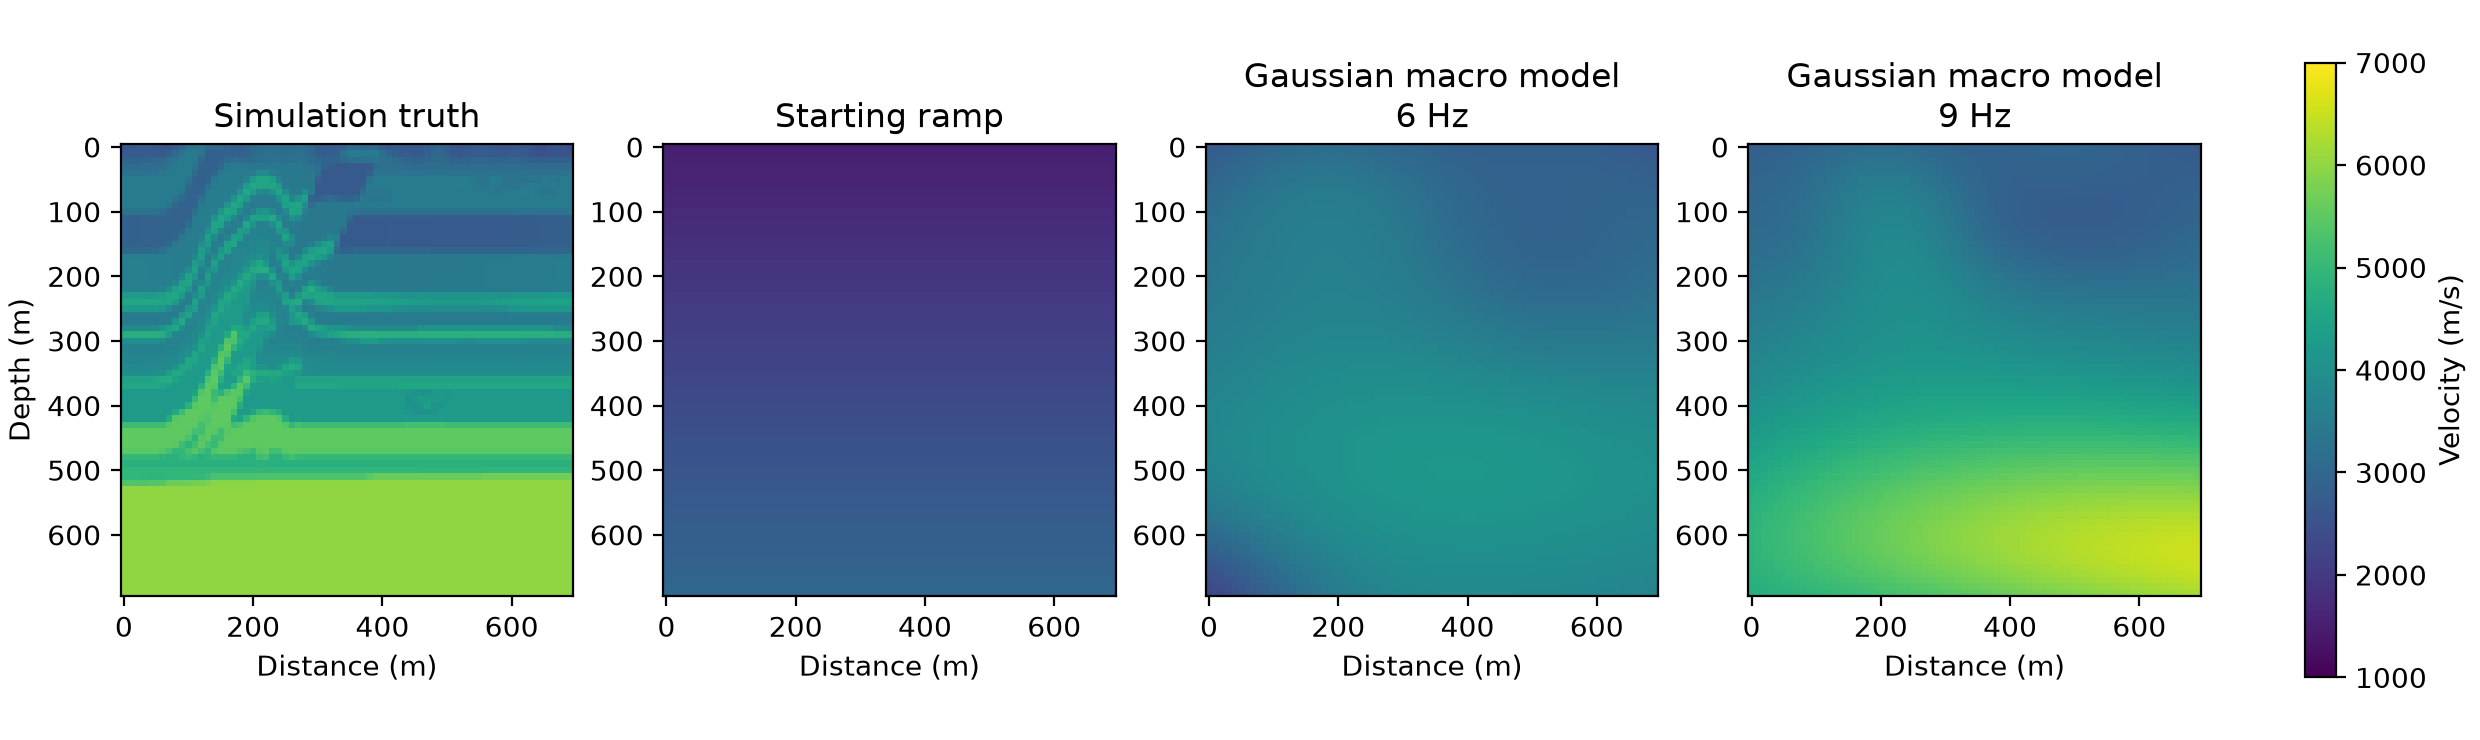 Simulation truth
Starting ramp
Gaussian macro model
6 Hz
Gaussian macro model
9 Hz
Depth (m)
0
100
200
300
400
500
600
0 200 400 600
Distance (m)
0
100
200
300
400
500
600
0 200 400 600
Distance (m)
0
100
200
300
400
500
600
0 200 400 600
Distance (m)
0
100
200
300
400
500
600
0 200 400 600
Distance (m)
7000
6000
5000
4000
3000
2000
1000
Velocity (m/s)